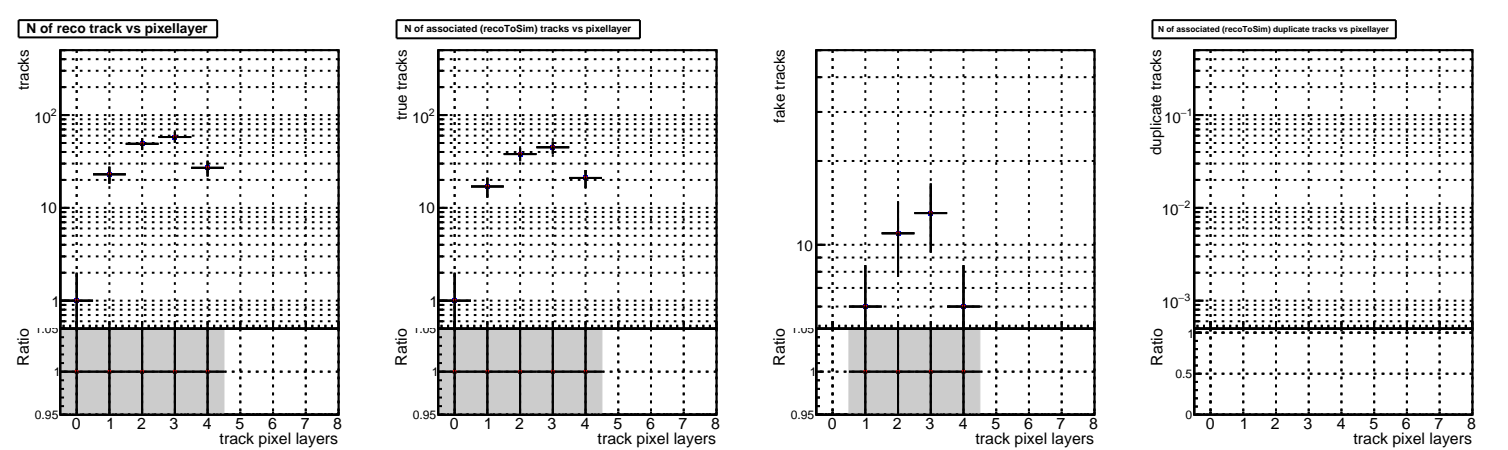 N of reco track vs pixellayer
tracks
10²
10
1
Ratio
1.05
1
0.95
0 1 2 3 4 5 6 7 8
track pixel layers
N of associated (recoToSim) tracks vs pixellayer
true tracks
10²
10
1
Ratio
1.05
1
0.95
0 1 2 3 4 5 6 7 8
track pixel layers
fake tracks
10
Ratio
1.05
1
0.95
0 1 2 3 4 5 6 7 8
track pixel layers
N of associated (recoToSim) duplicate tracks vs pixellayer
duplicate tracks
10⁻¹
10⁻²
10⁻³
Ratio
1
0.5
0
0 1 2 3 4 5 6 7 8
track pixel layers